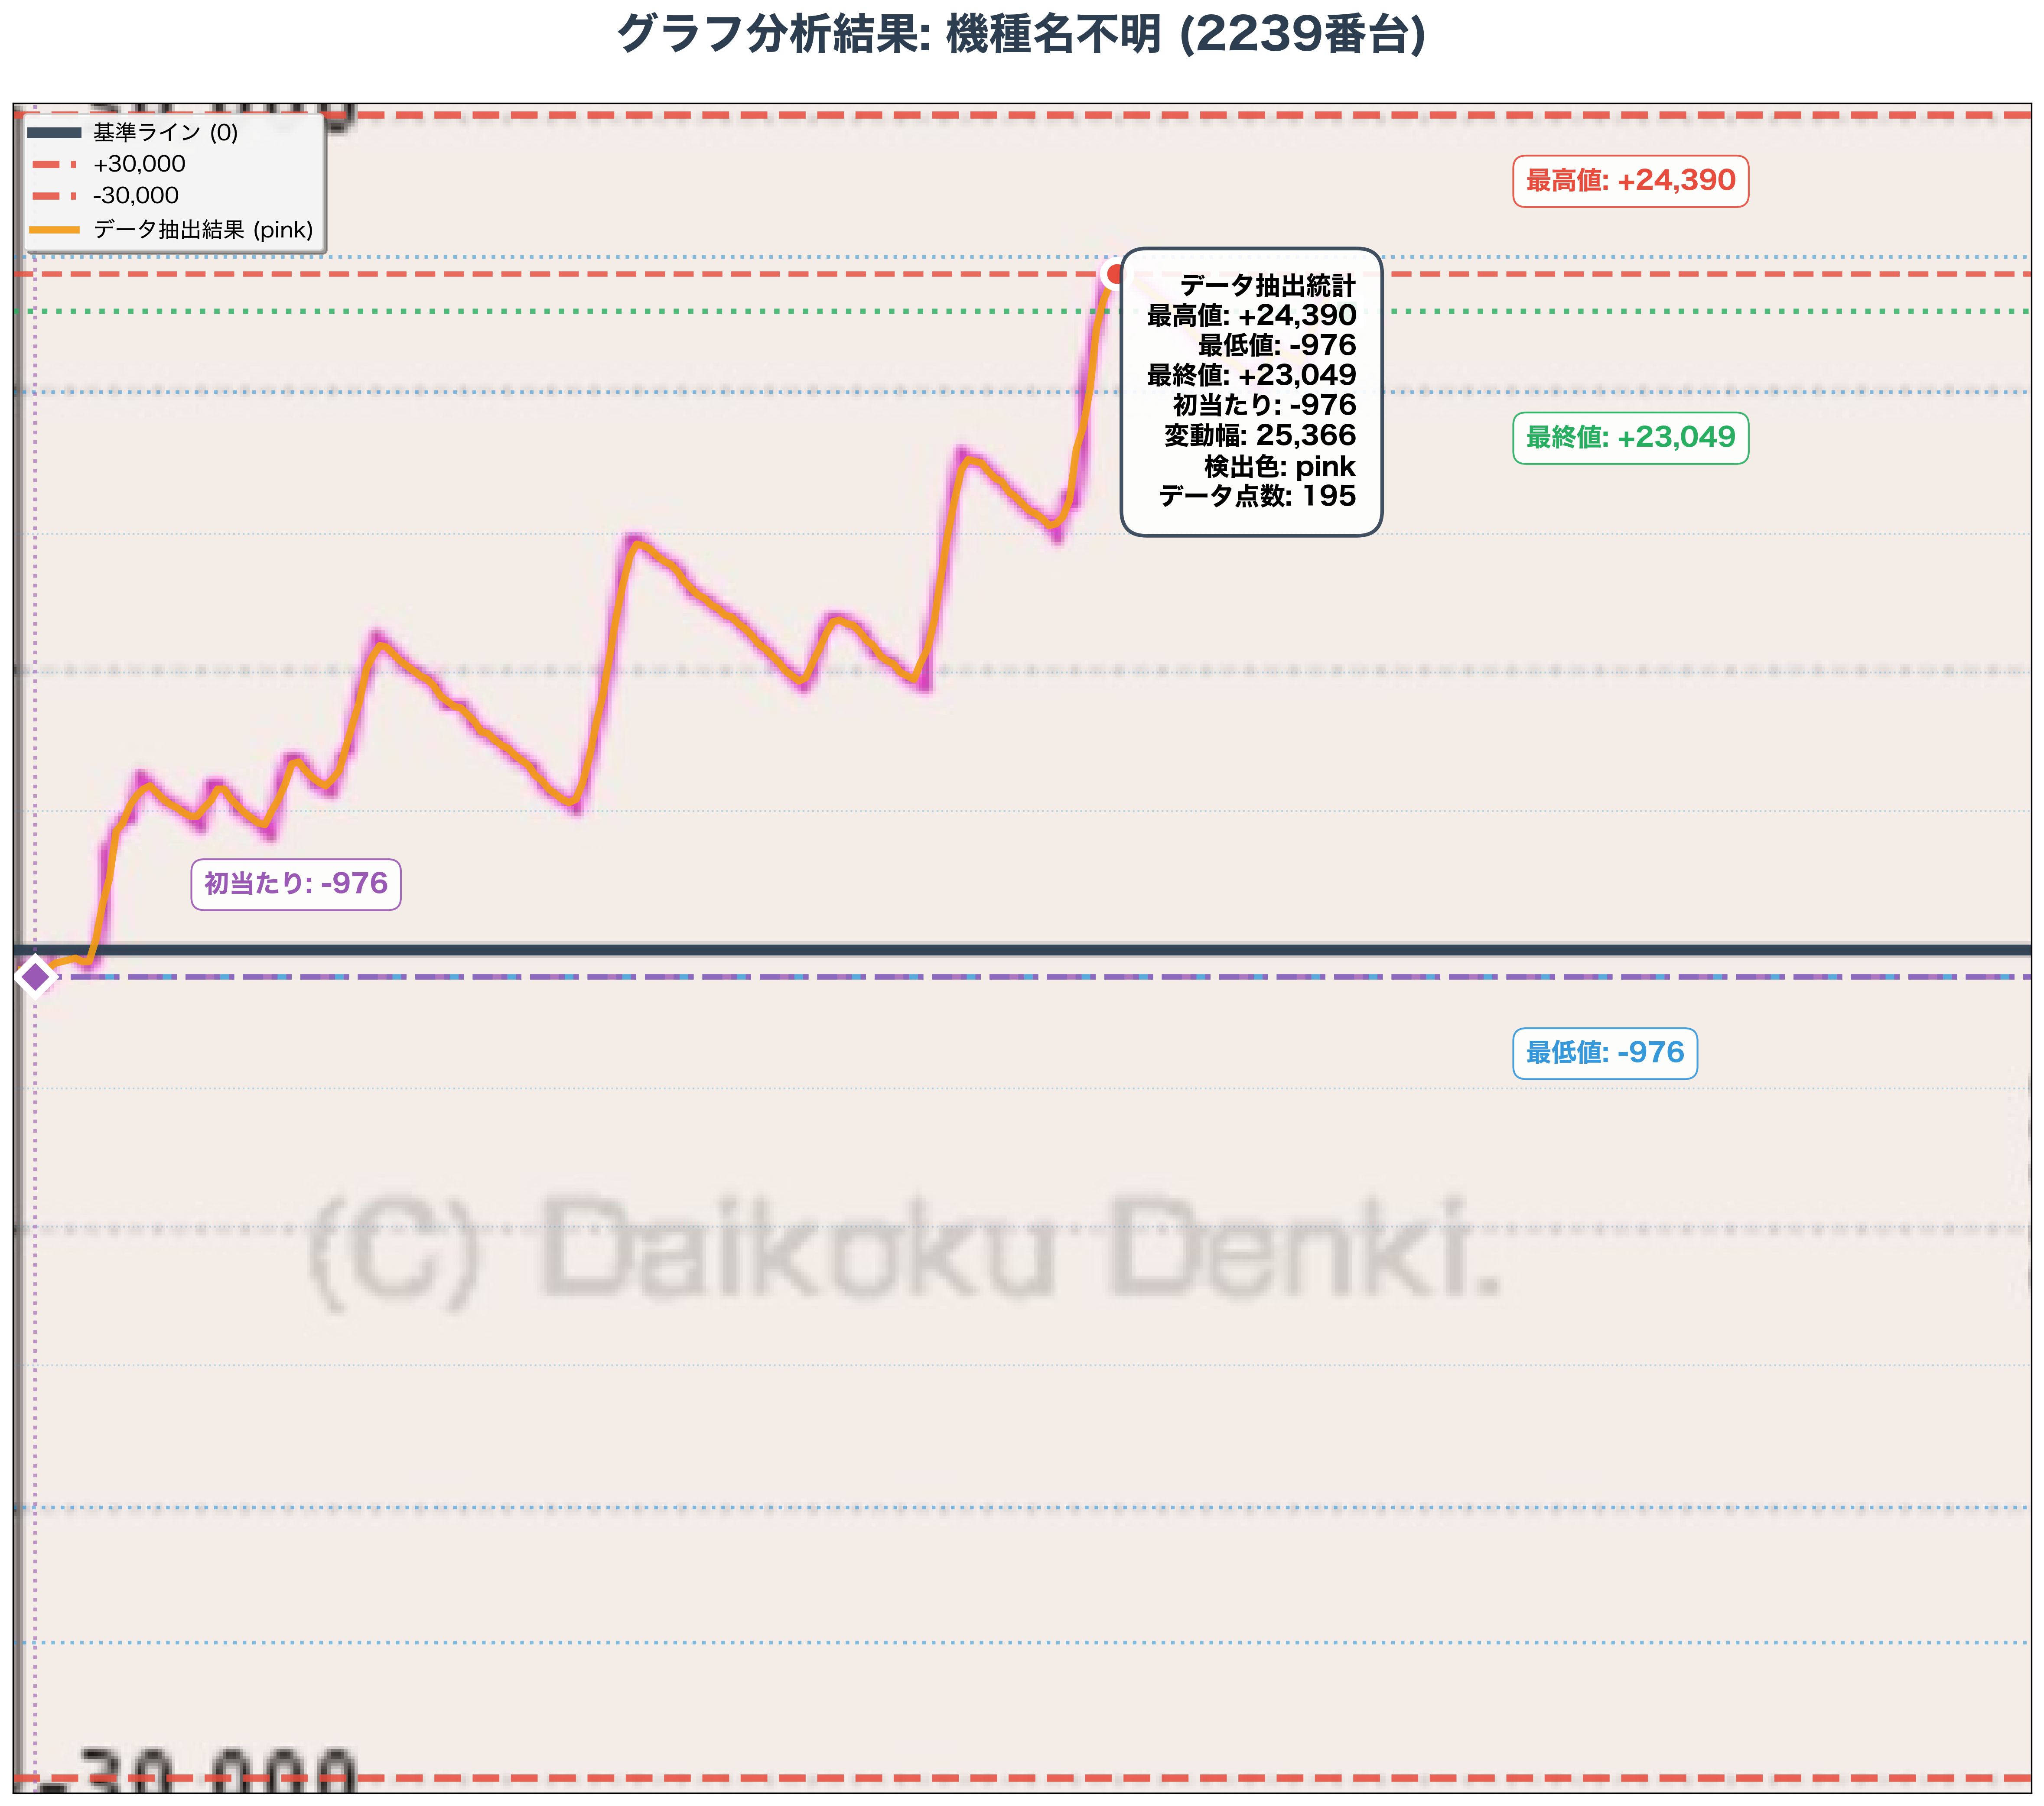 グラフ分析結果: 機種名不明 (2239番台)
基準ライン (0)
+30,000
-30,000
データ抽出結果 (pink)
最高値: +24,390
データ抽出統計
最高値: +24,390
最低値: -976
最終値: +23,049
初当たり: -976
変動幅: 25,366
検出色: pink
データ点数: 195
最終値: +23,049
初当たり: -976
最低値: -976
(C) Daikoku Denki.
-30,000